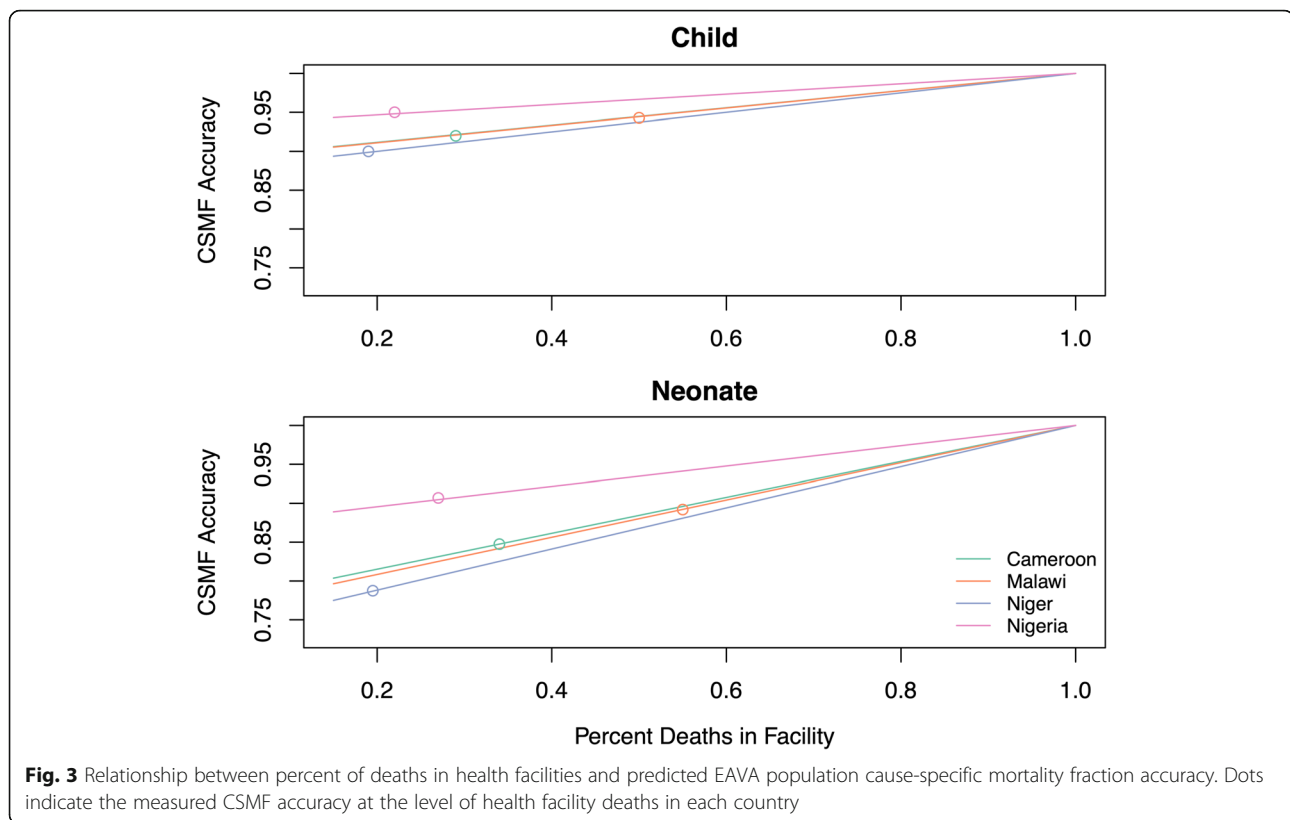 Child
CSMF Accuracy
0.75
0.85
0.95
0.2 0.4 0.6 0.8 1.0
Neonate
CSMF Accuracy
0.75
0.85
0.95
Cameroon
Malawi
Niger
Nigeria
0.2 0.4 0.6 0.8 1.0
Percent Deaths in Facility
Fig. 3 Relationship between percent of deaths in health facilities and predicted EAVA population cause-specific mortality fraction accuracy. Dots
indicate the measured CSMF accuracy at the level of health facility deaths in each country